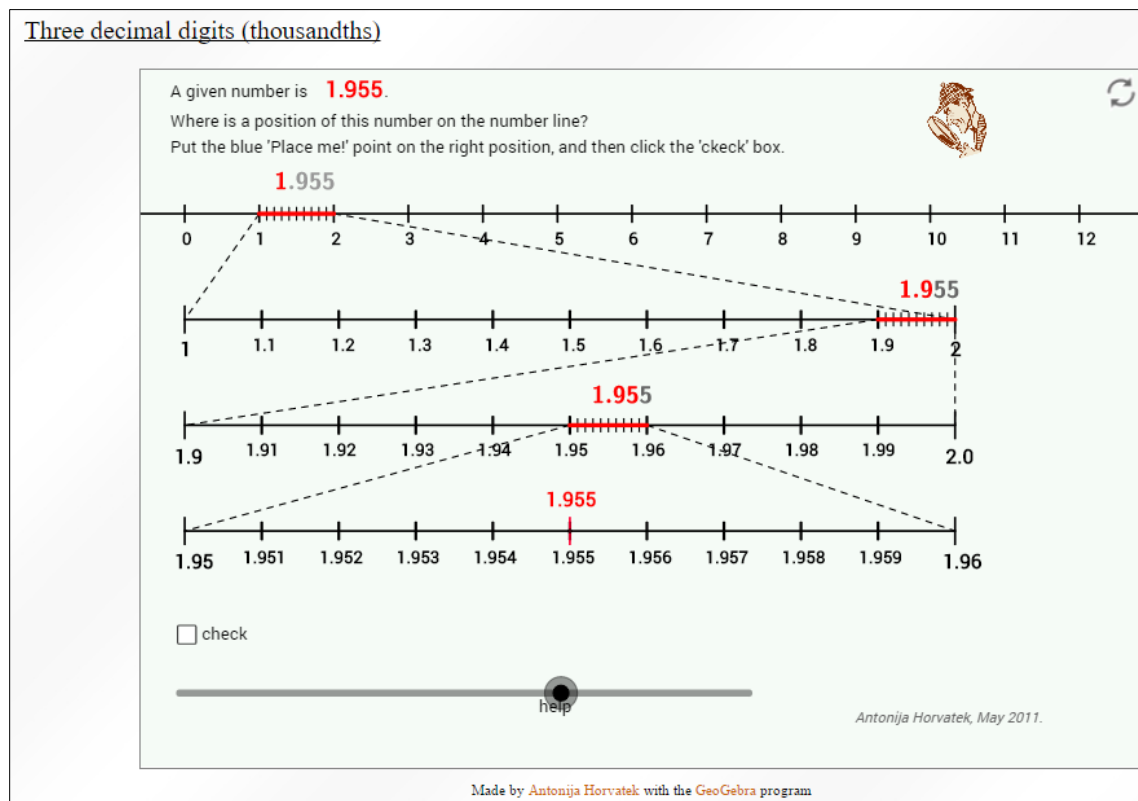 Three decimal digits (thousandths)
A given number is 1.955.
Where is a position of this number on the number line?
Put the blue 'Place me!' point on the right position, and then click the 'ckeck' box.
1.955
0 1 2 3 4 5 6 7 8 9 10 11 12
1.955
1 1.1 1.2 1.3 1.4 1.5 1.6 1.7 1.8 1.9 2
1.955
1.9 1.91 1.92 1.93 1.94 1.95 1.96 1.97 1.98 1.99 2.0
1.955
1.95 1.951 1.952 1.953 1.954 1.955 1.956 1.957 1.958 1.959 1.96
check
help
Antonija Horvatek, May 2011.
Made by Antonija Horvatek with the GeoGebra program